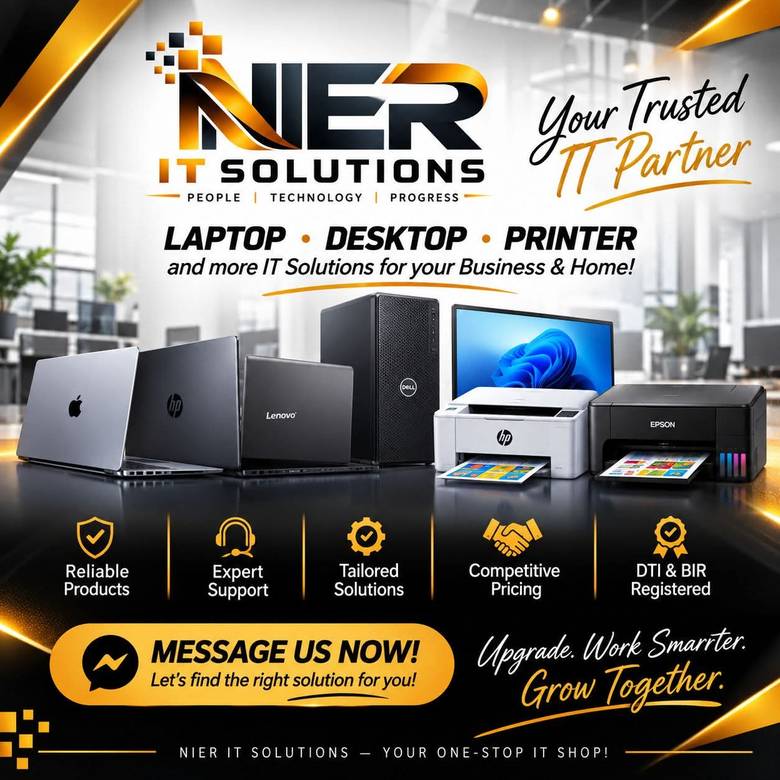 NIER
IT SOLUTIONS
PEOPLE | TECHNOLOGY | PROGRESS
Your Trusted
IT Partner
LAPTOP • DESKTOP • PRINTER
and more IT Solutions for your Business & Home!
hp
Lenovo
DELL
hp
EPSON
Reliable
Products
Expert
Support
Tailored
Solutions
Competitive
Pricing
DTI & BIR
Registered
MESSAGE US NOW!
Let's find the right solution for you!
Upgrade. Work Smarrter.
Grow Together.
NIER IT SOLUTIONS — YOUR ONE-STOP IT SHOP!